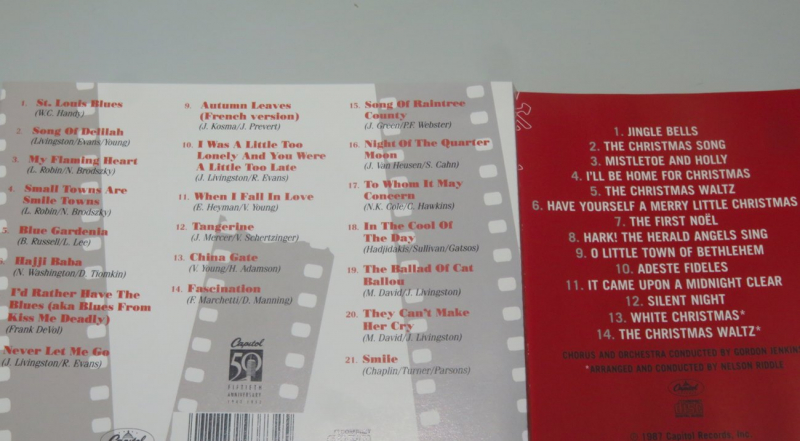 1. St. Louis Blues
(W.C. Handy)
2. Song Of Delilah
(Livingston/Evans/Young)
3. My Flaming Heart
(L. Robin/N. Brodszky)
4. Small Towns Are
Smile Towns
(L. Robin/N. Brodszky)
5. Blue Gardenia
(B. Russell/L. Lee)
Hajji Baba
(N. Washington/D. Tiomkin)
I'd Rather Have The
Blues (aka Blues From
Kiss Me Deadly)
(Frank DeVol)
Never Let Me Go
(J. Livingston/R. Evans)
9. Autumn Leaves
(French version)
(J. Kosma/J. Prevert)
10. I Was A Little Too
Lonely And You Were
A Little Too Late
(J. Livingston/R. Evans)
11. When I Fall In Love
(E. Heyman/V. Young)
12. Tangerine
(J. Mercer/V. Schertzinger)
13. China Gate
(V. Young/H. Adamson)
14. Fascination
(F. Marchetti/D. Manning)
Capitol
50
FIFTIETH
ANNIVERSARY
15. Song Of Raintree
County
(J. Green/P.F. Webster)
16. Night Of The Quarter
Moon
(J. Van Heusen/S. Cahn)
17. To Whom It May
Concern
(N.K. Cole/C. Hawkins)
18. In The Cool Of
The Day
(Hadjidakis/Sullivan/Gatsos)
19. The Ballad Of Cat
Ballou
(M. David/J. Livingston)
20. They Can't Make
Her Cry
(M. David/J. Livingston)
21. Smile
(Chaplin/Turner/Parsons)
1. JINGLE BELLS
2. THE CHRISTMAS SONG
3. MISTLETOE AND HOLLY
4. I'LL BE HOME FOR CHRISTMAS
5. THE CHRISTMAS WALTZ
6. HAVE YOURSELF A MERRY LITTLE CHRISTMAS
7. THE FIRST NOËL
8. HARK! THE HERALD ANGELS SING
9. O LITTLE TOWN OF BETHLEHEM
10. ADESTE FIDELES
11. IT CAME UPON A MIDNIGHT CLEAR
12. SILENT NIGHT
13. WHITE CHRISTMAS*
14. THE CHRISTMAS WALTZ*
CHORUS AND ORCHESTRA CONDUCTED BY GORDON JENKINS
*ARRANGED AND CONDUCTED BY NELSON RIDDLE
Capitol
© 1987 Capitol Records, Inc.